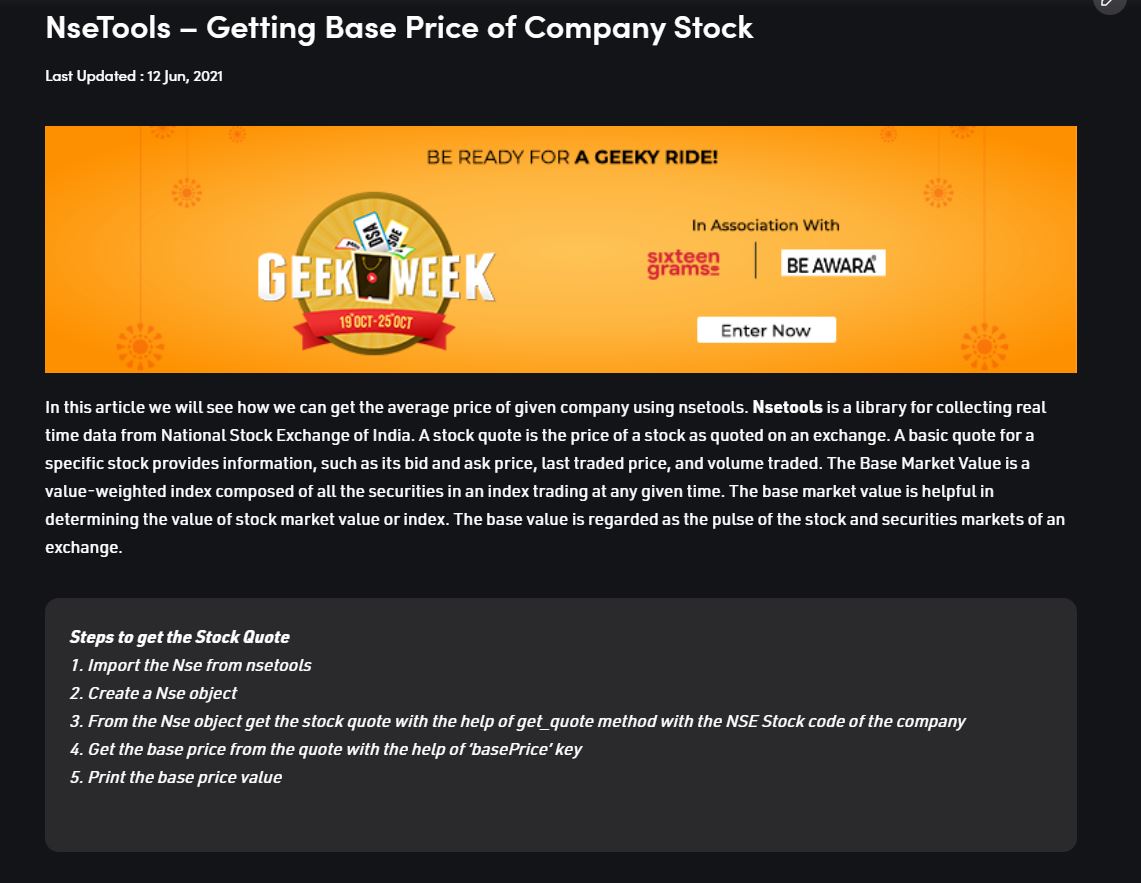 NseTools – Getting Base Price of Company Stock
Last Updated : 12 Jun, 2021
BE READY FOR A GEEKY RIDE!
DSA
SDE
GEEK WEEK
19 OCT - 25 OCT
In Association With
sixteen
grams
BE AWARA
Enter Now
In this article we will see how we can get the average price of given company using nsetools. Nsetools is a library for collecting real
time data from National Stock Exchange of India. A stock quote is the price of a stock as quoted on an exchange. A basic quote for a
specific stock provides information, such as its bid and ask price, last traded price, and volume traded. The Base Market Value is a
value-weighted index composed of all the securities in an index trading at any given time. The base market value is helpful in
determining the value of stock market value or index. The base value is regarded as the pulse of the stock and securities markets of an
exchange.
Steps to get the Stock Quote
1. Import the Nse from nsetools
2. Create a Nse object
3. From the Nse object get the stock quote with the help of get_quote method with the NSE Stock code of the company
4. Get the base price from the quote with the help of ‘basePrice’ key
5. Print the base price value